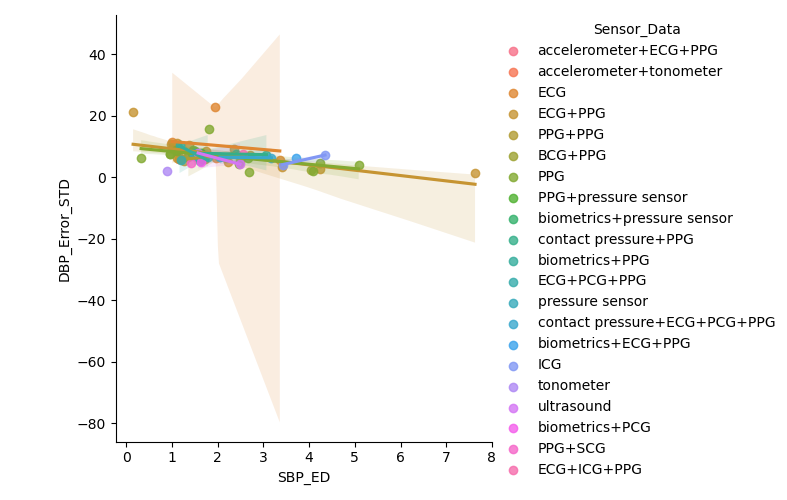 Sensor_Data
accelerometer+ECG+PPG
accelerometer+tonometer
ECG
ECG+PPG
PPG+PPG
BCG+PPG
PPG
PPG+pressure sensor
biometrics+pressure sensor
contact pressure+PPG
biometrics+PPG
ECG+PCG+PPG
pressure sensor
contact pressure+ECG+PCG+PPG
biometrics+ECG+PPG
ICG
tonometer
ultrasound
biometrics+PCG
PPG+SCG
ECG+ICG+PPG
DBP_Error_STD
40
20
0
−20
−40
−60
−80
0 1 2 3 4 5 6 7 8
SBP_ED